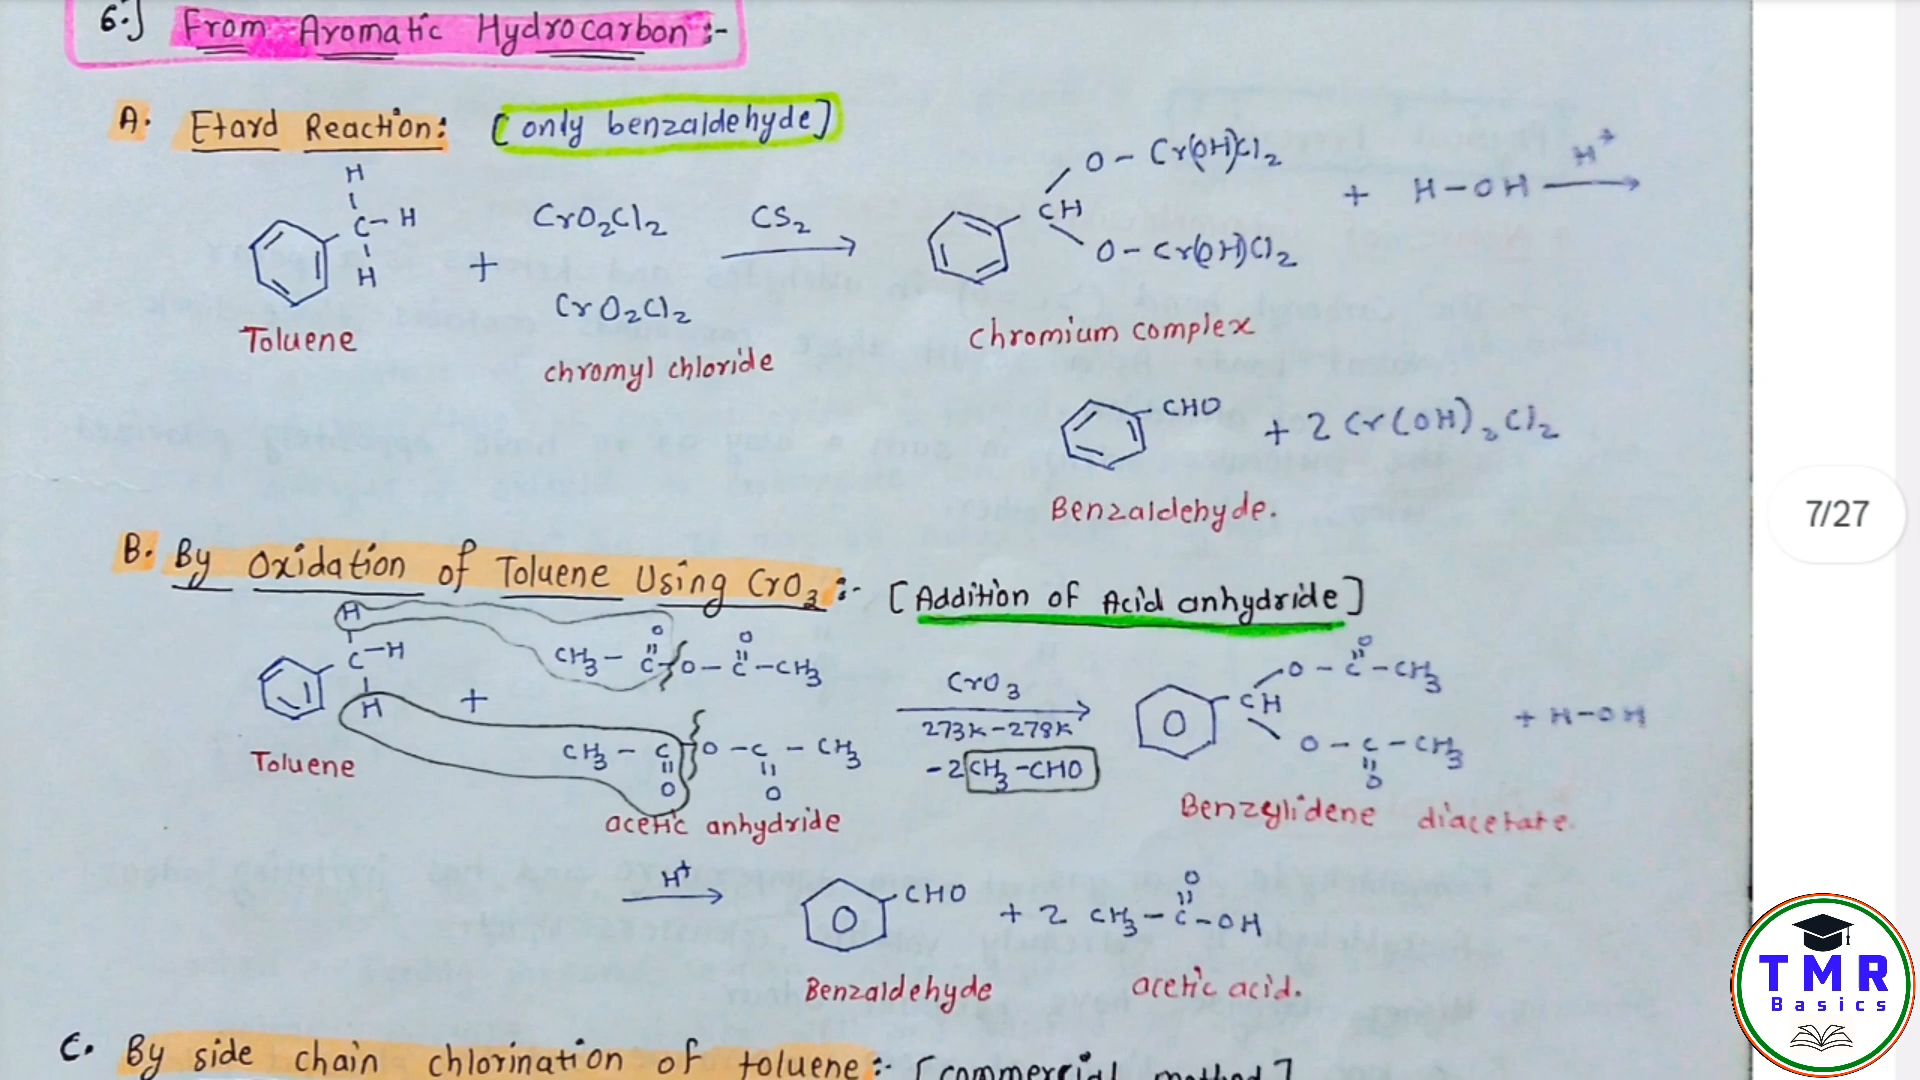 6.] From Aromatic Hydrocarbon :-
A. Etard Reaction: [only benzaldehyde]
H
C-H
H
+
CrO2Cl2
CrO2Cl2
CS2
CH
O - Cr(OH)Cl2
O - Cr(OH)Cl2
+ H-OH
H+
Toluene
chromyl chloride
chromium complex
CHO
+ 2 Cr(OH)2Cl2
Benzaldehyde.
7/27
B. By Oxidation of Toluene Using CrO3 :- [Addition of Acid anhydride]
H
C-H
H
+
O O
CH3 - C - O - C - CH3
CH3 - C - O - C - CH3
O O
CrO3
273K-278K
-2 CH3-CHO
O
O - C - CH3
CH
O - C - CH3
O
+ H-OH
Toluene
acetic anhydride
Benzylidene diacetate.
H+
CHO
+ 2 CH3 - C - OH
O
Benzaldehyde
acetic acid.
C. By side chain chlorination of toluene :- [commercial method]
TMR
Basics